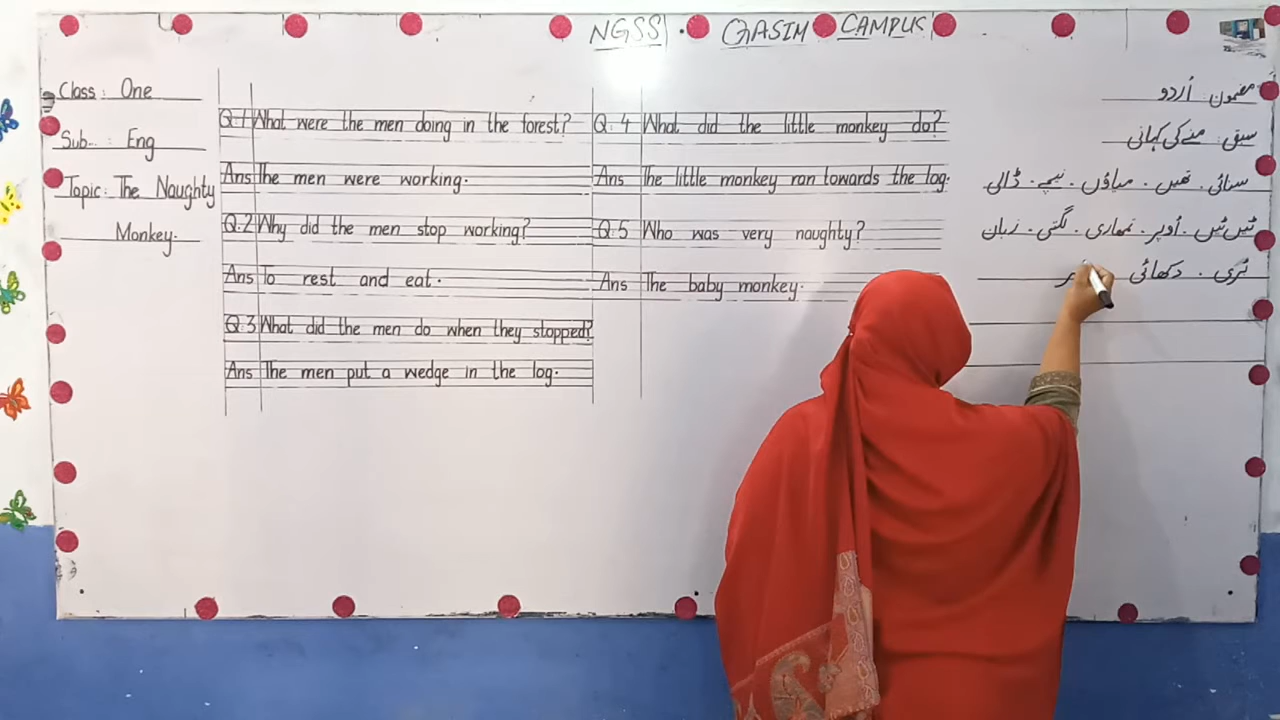 NGSS . QASIM CAMPUS
Class: One
Sub..: Eng
Topic: The Naughty
Monkey.
Q.1 What were the men doing in the forest?
Ans The men were working.
Q.2 Why did the men stop working?
Ans To rest and eat.
Q.3 What did the men do when they stopped?
Ans The men put a wedge in the log.
Q.4 What did the little monkey do?
Ans The little monkey ran towards the log.
Q.5 Who was very naughty?
Ans The baby monkey.
مضمون: اُردو
سبق: منے کی کہانی
سنائی . تھیں . میاؤں . نیچے . ڈالی
ٹیں ٹیں . اُوپر . تمھاری . لگتی . زبان
ٹری . دکھائی